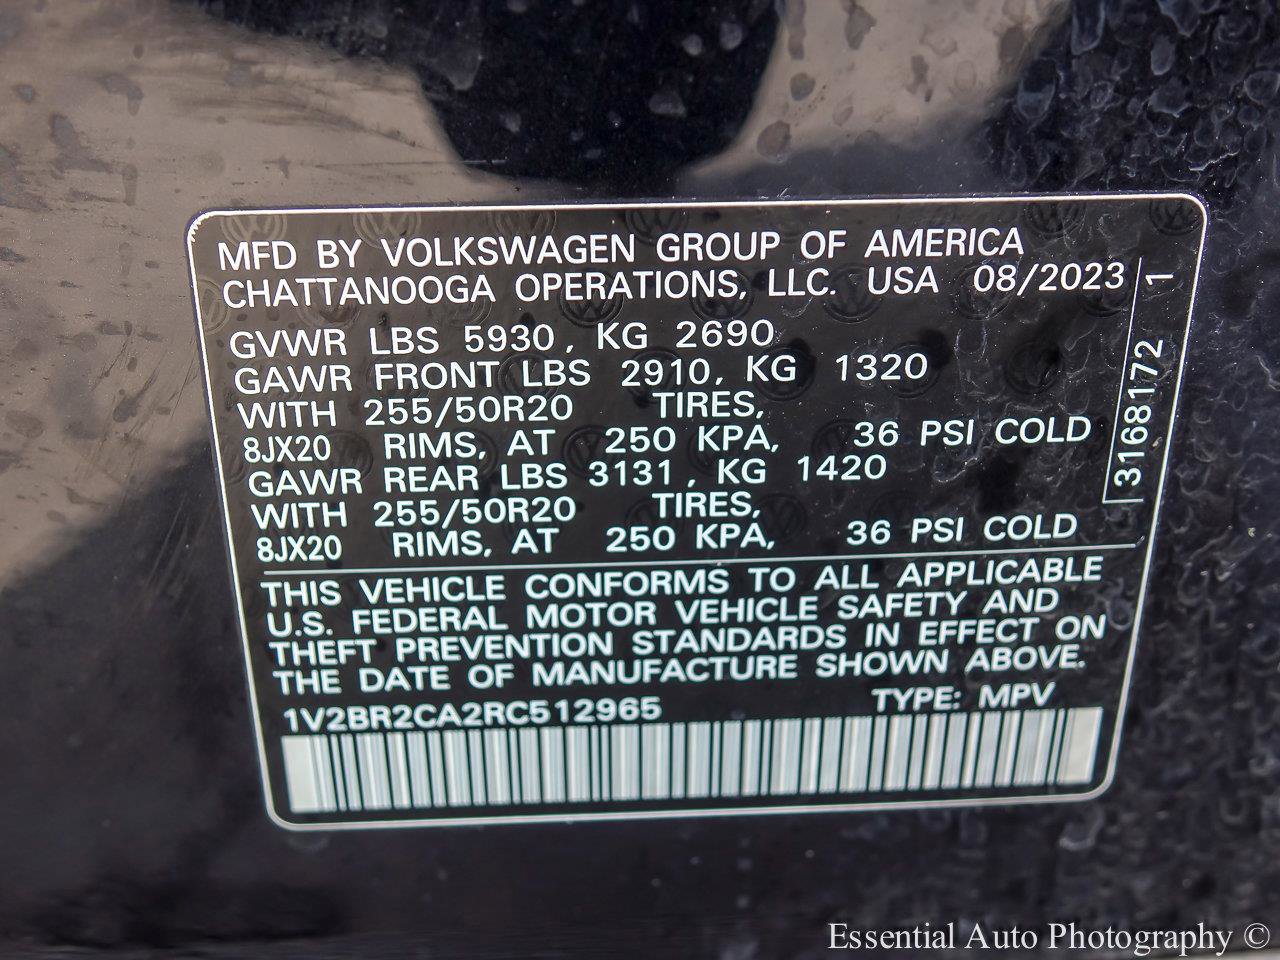 MFD BY VOLKSWAGEN GROUP OF AMERICA
CHATTANOOGA OPERATIONS, LLC. USA 08/2023
GVWR LBS 5930, KG 2690
GAWR FRONT LBS 2910, KG 1320
WITH 255/50R20 TIRES,
8JX20 RIMS, AT 250 KPA, 36 PSI COLD
GAWR REAR LBS 3131, KG 1420
WITH 255/50R20 TIRES,
8JX20 RIMS, AT 250 KPA, 36 PSI COLD
3168172 1
THIS VEHICLE CONFORMS TO ALL APPLICABLE
U.S. FEDERAL MOTOR VEHICLE SAFETY AND
THEFT PREVENTION STANDARDS IN EFFECT ON
THE DATE OF MANUFACTURE SHOWN ABOVE.
1V2BR2CA2RC512965 TYPE: MPV
Essential Auto Photography ©